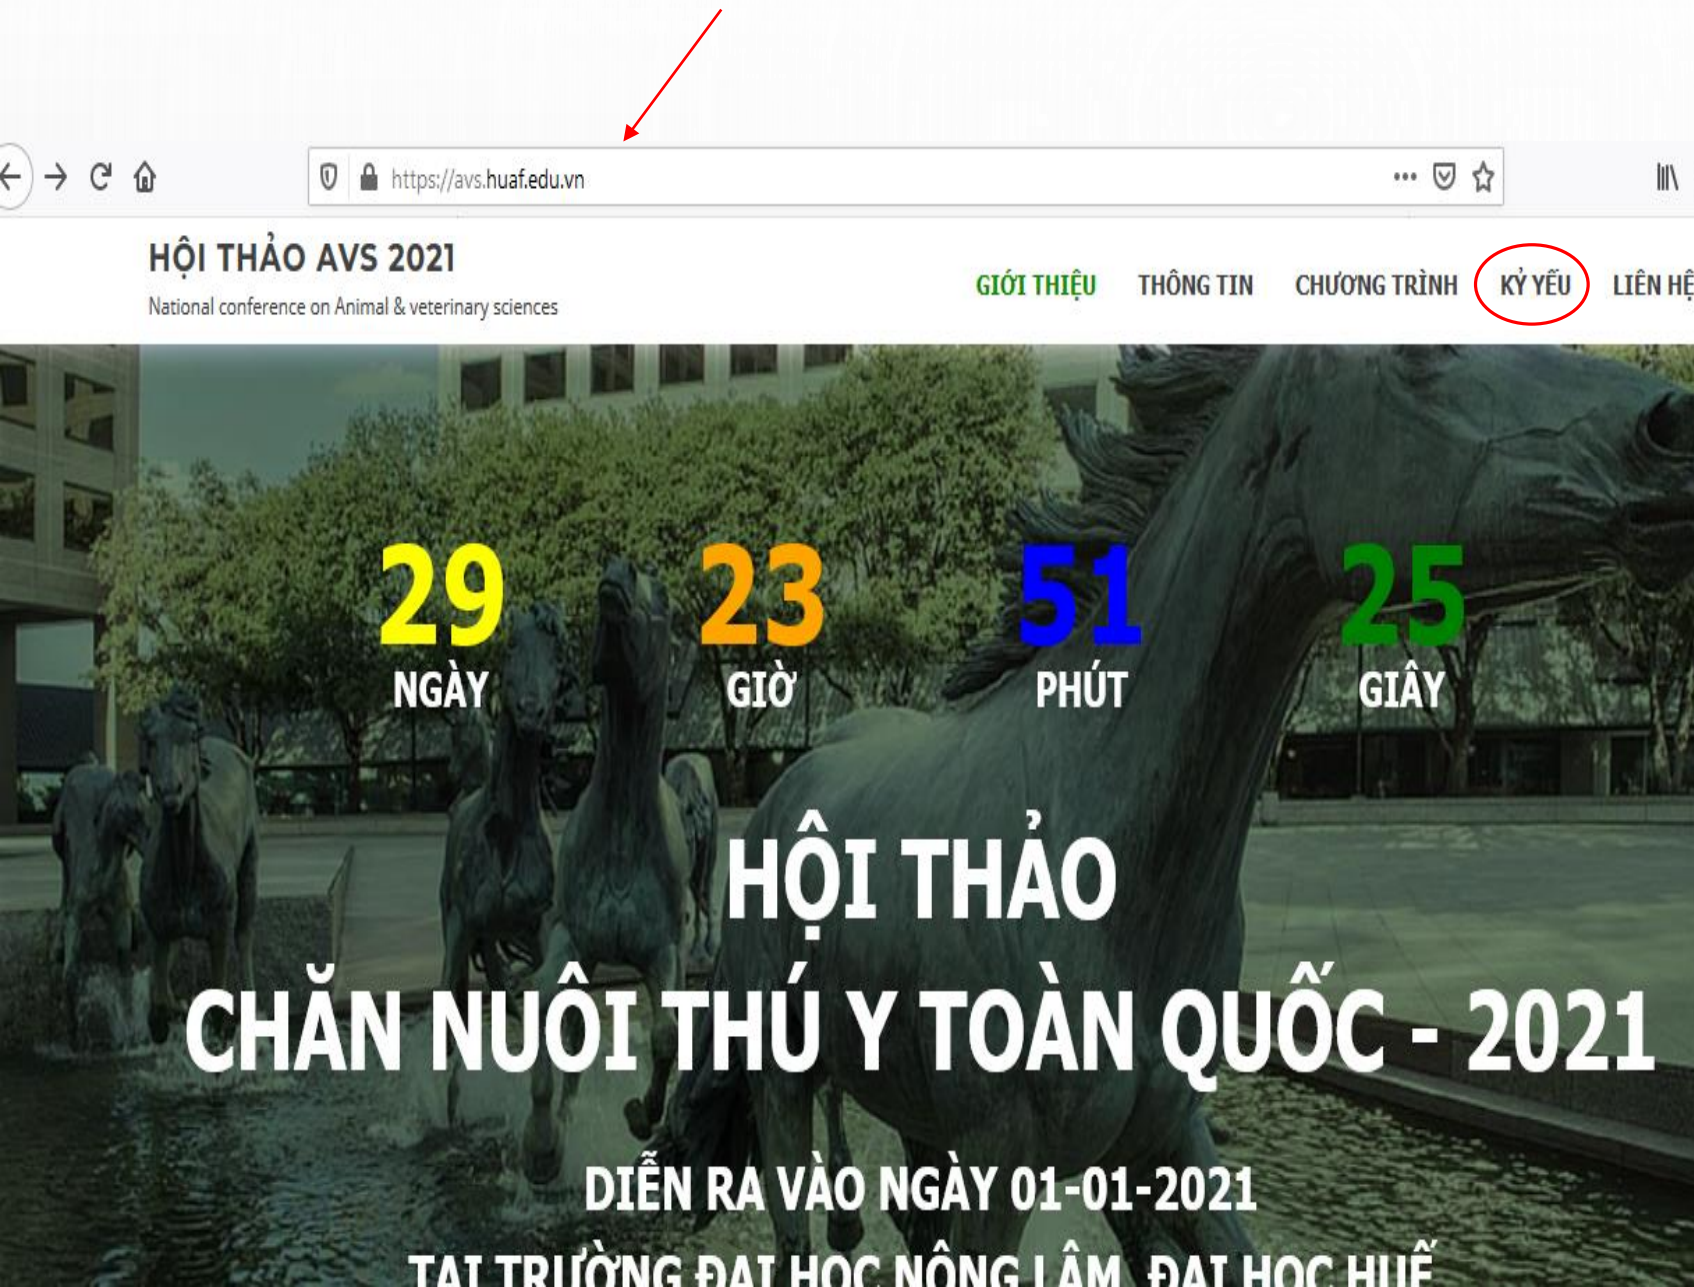 https://avs.huaf.edu.vn
HỘI THẢO AVS 2021
National conference on Animal & veterinary sciences
GIỚI THIỆU THÔNG TIN CHƯƠNG TRÌNH KỶ YẾU LIÊN HỆ
29 23 51 25
NGÀY GIỜ PHÚT GIÂY
HỘI THẢO
CHĂN NUÔI THÚ Y TOÀN QUỐC - 2021
DIỄN RA VÀO NGÀY 01-01-2021
TẠI TRƯỜNG ĐẠI HỌC NÔNG LÂM, ĐẠI HỌC HUẾ